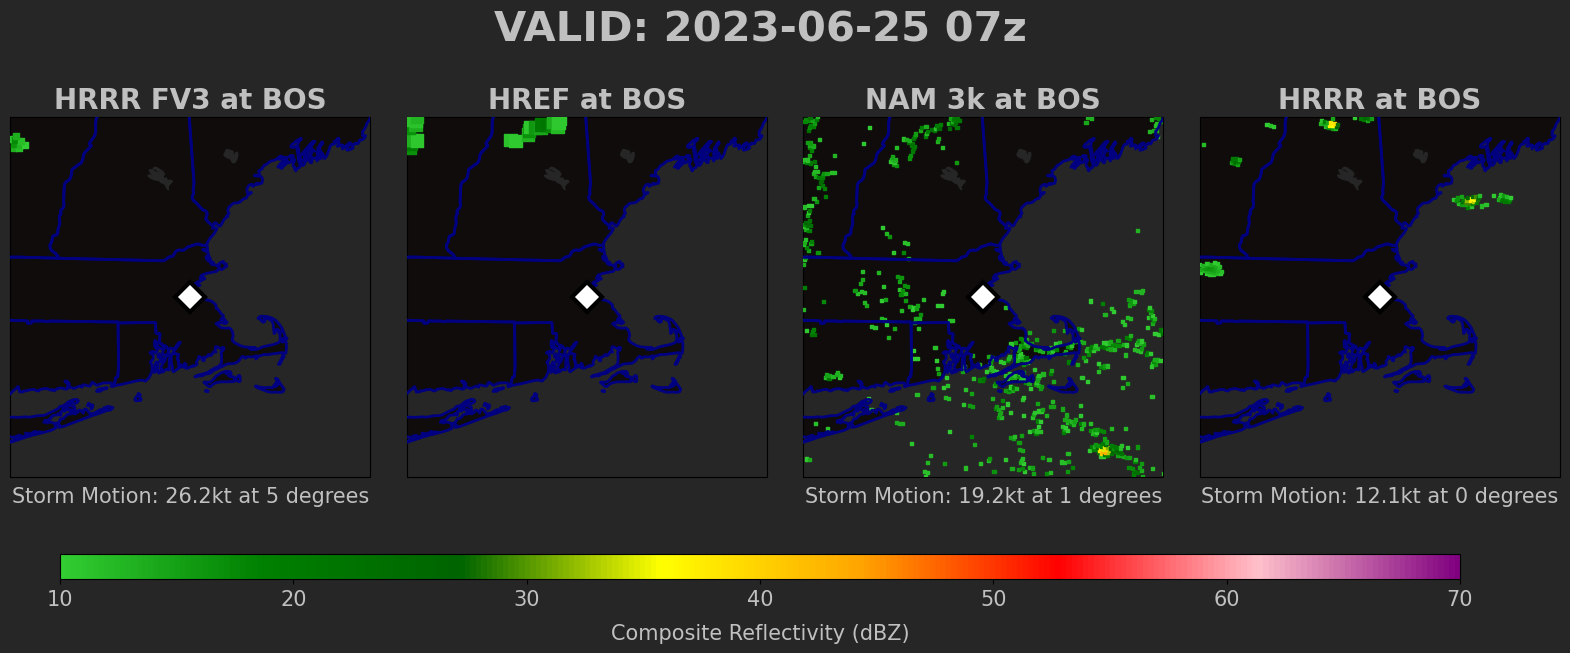 VALID: 2023-06-25 07z
HRRR FV3 at BOS
HREF at BOS
NAM 3k at BOS
HRRR at BOS
Storm Motion: 26.2kt at 5 degrees
Storm Motion: 19.2kt at 1 degrees
Storm Motion: 12.1kt at 0 degrees
10 20 30 40 50 60 70
Composite Reflectivity (dBZ)